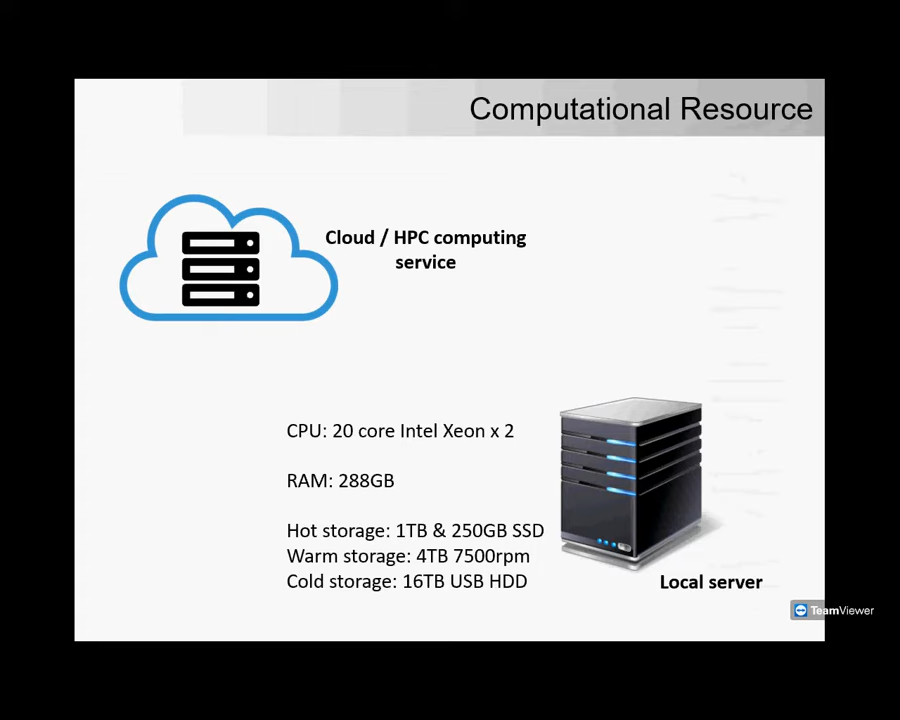 Computational Resource
Cloud / HPC computing
service
CPU: 20 core Intel Xeon x 2
RAM: 288GB
Hot storage: 1TB & 250GB SSD
Warm storage: 4TB 7500rpm
Cold storage: 16TB USB HDD
Local server
TeamViewer